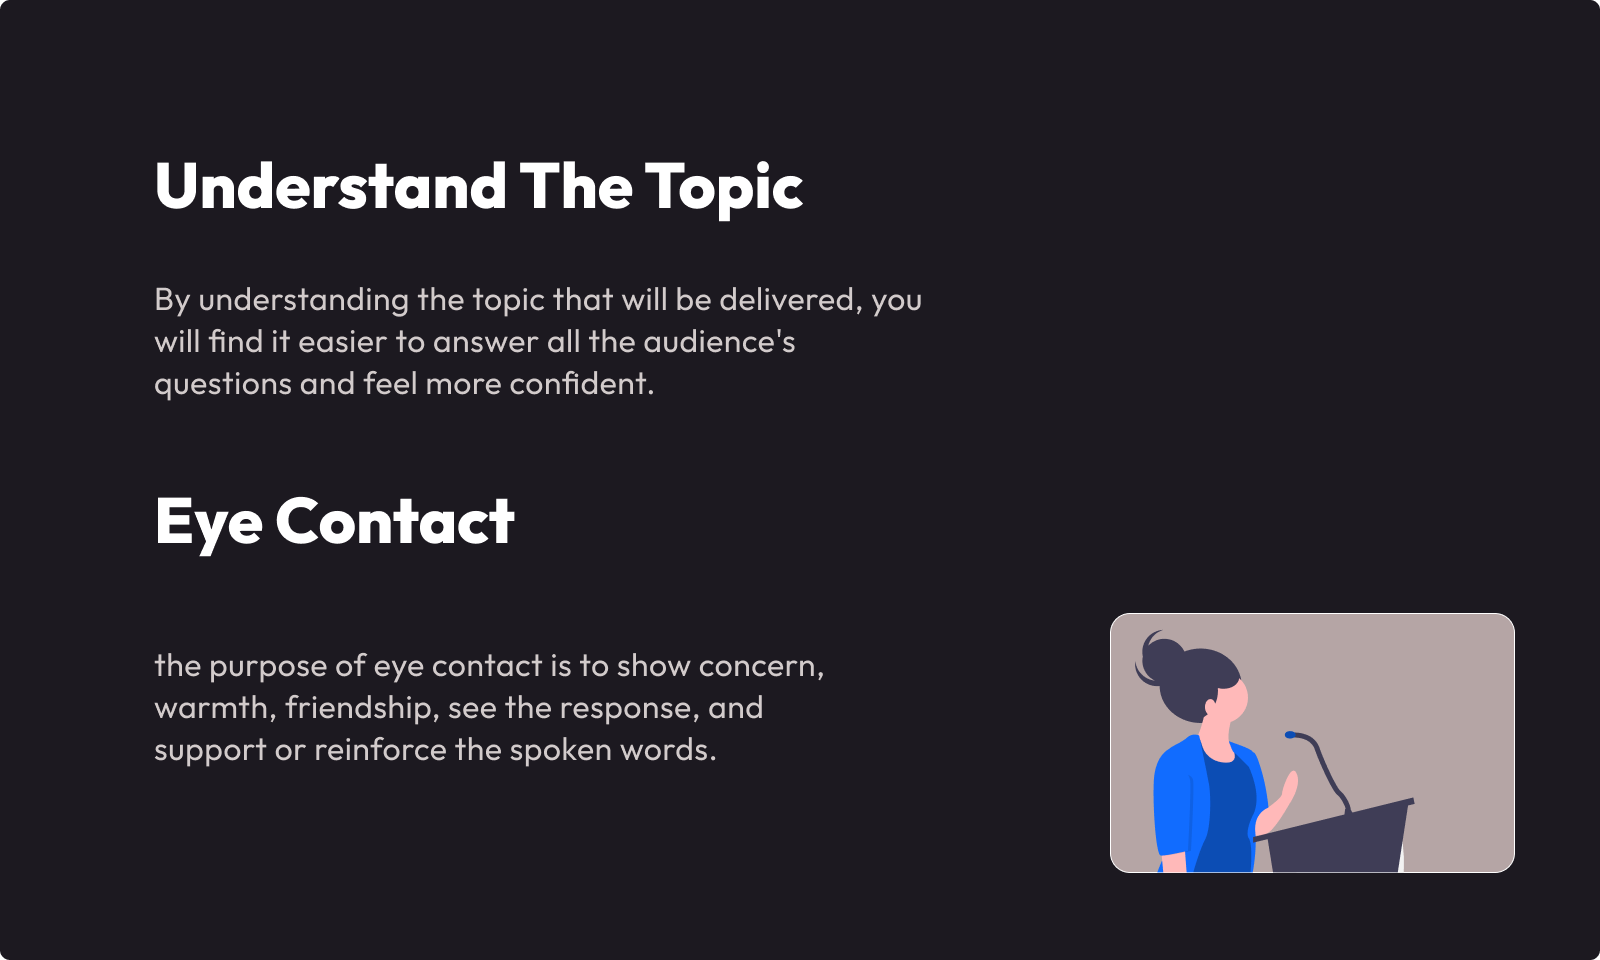 Understand The Topic
By understanding the topic that will be delivered, you
will find it easier to answer all the audience's
questions and feel more confident.
Eye Contact
the purpose of eye contact is to show concern,
warmth, friendship, see the response, and
support or reinforce the spoken words.